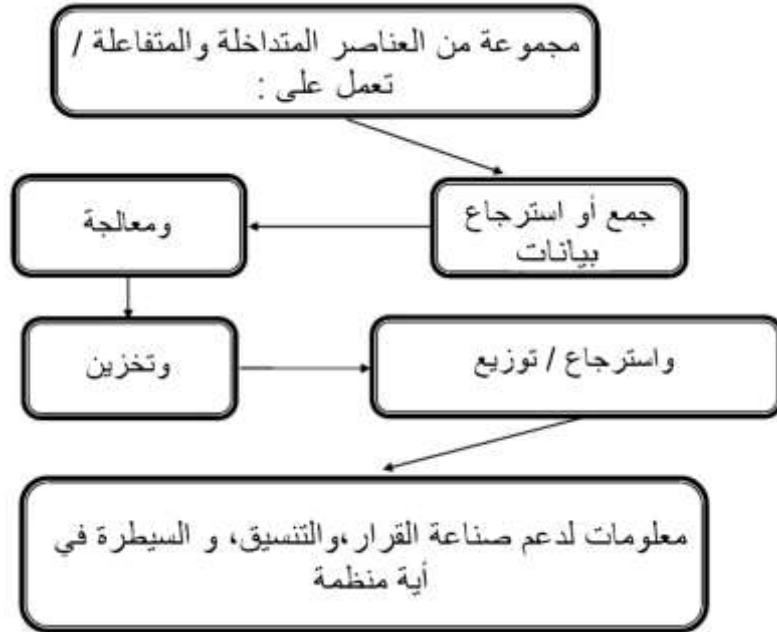 مجموعة من العناصر المتداخلة والمتفاعلة /
تعمل على :
جمع أو استرجاع
بيانات
ومعالجة
وتخزين
واسترجاع / توزيع
معلومات لدعم صناعة القرار ،والتنسيق، و السيطرة في
أية منظمة